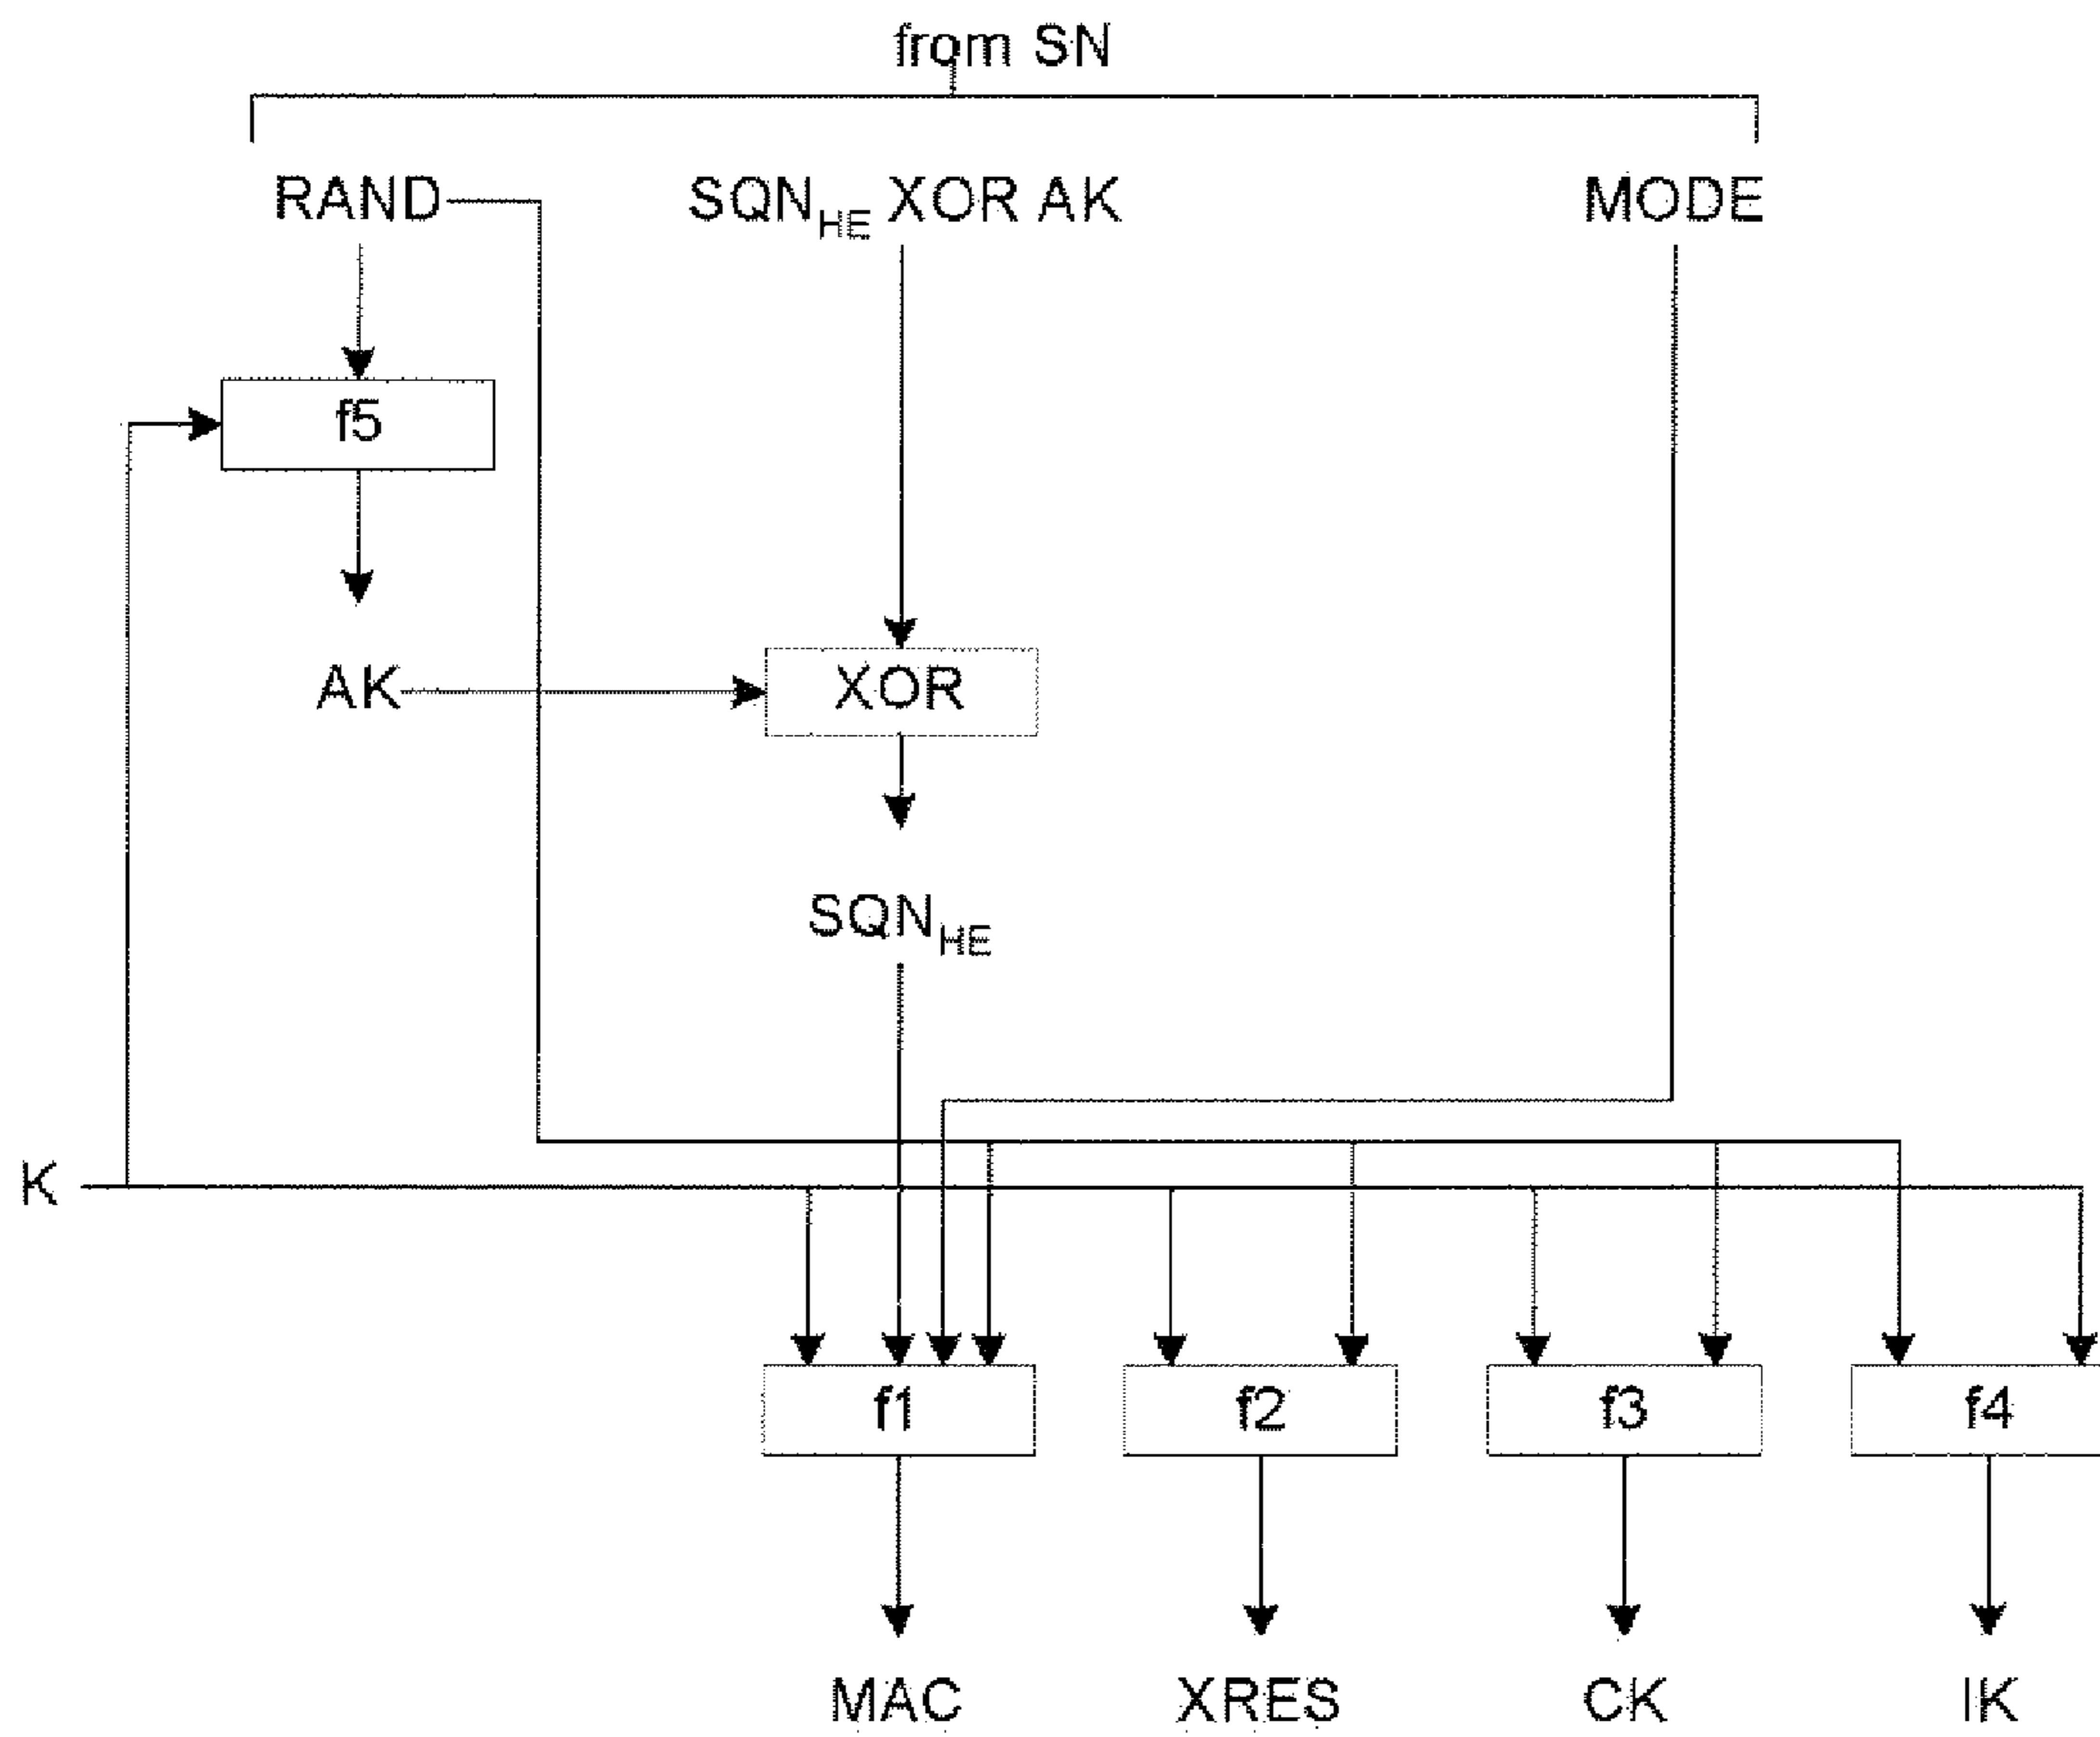 from SN
RAND SQN_HE XOR AK MODE
f5
AK XOR
SQN_HE
K
f1 f2 f3 f4
MAC XRES CK IK